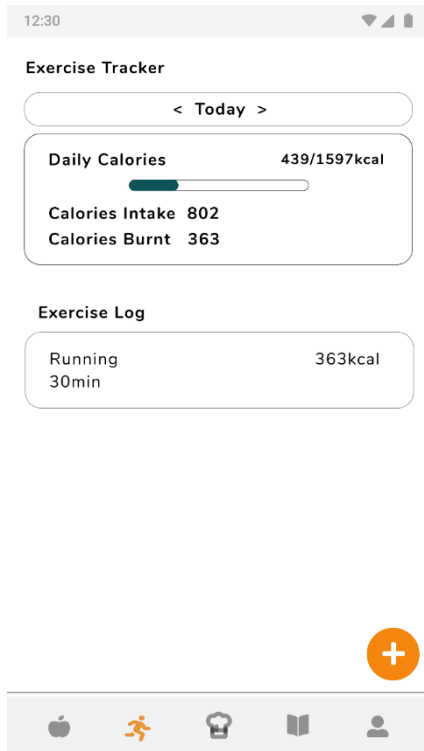 12:30
Exercise Tracker
< Today >
Daily Calories 439/1597kcal
Calories Intake 802
Calories Burnt 363
Exercise Log
Running 363kcal
30min